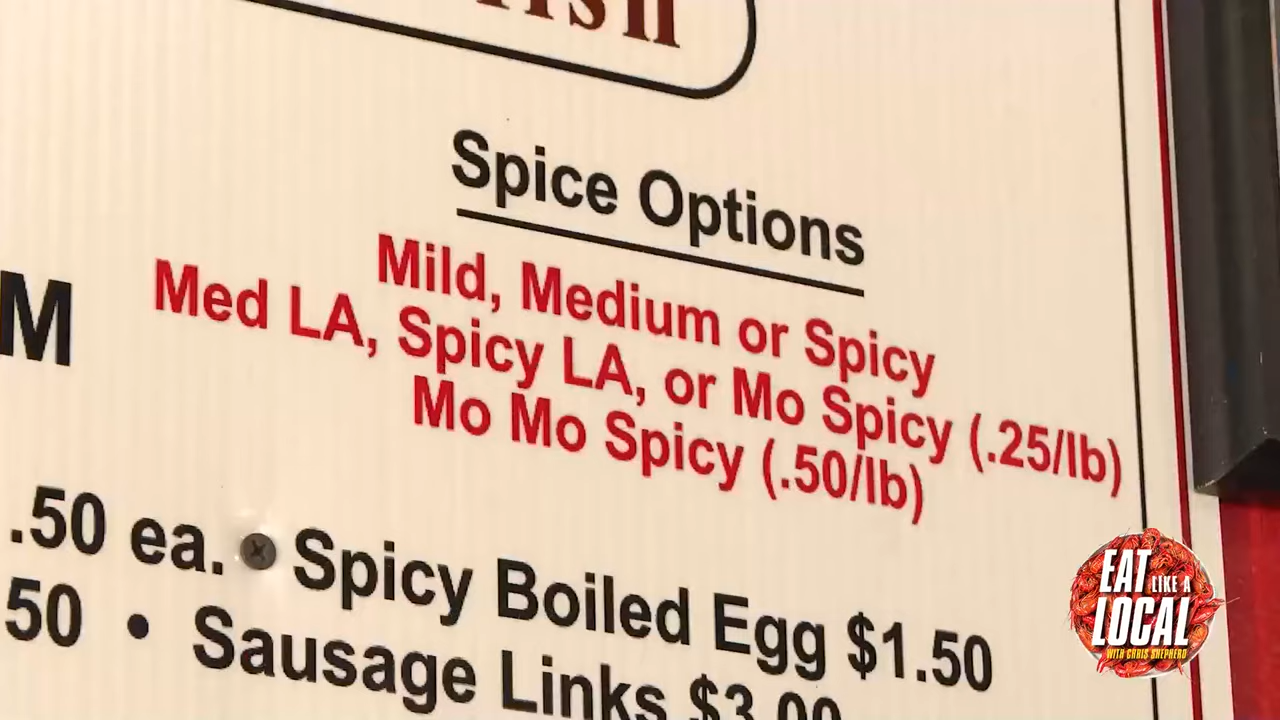 Spice Options
Mild, Medium or Spicy
Med LA, Spicy LA, or Mo Spicy (.25/lb)
Mo Mo Spicy (.50/lb)
M
.50 ea. • Spicy Boiled Egg $1.50
50 • Sausage Links $3.00
EAT LIKE A
LOCAL
WITH CHRIS SHEPHERD